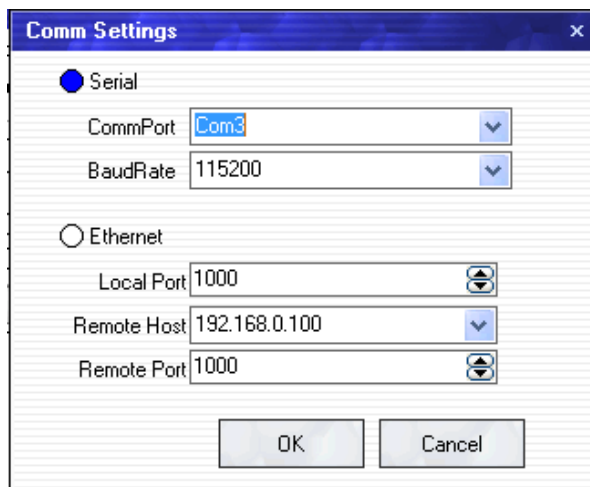 Comm Settings
Serial
CommPort Com3
BaudRate 115200
Ethernet
Local Port 1000
Remote Host 192.168.0.100
Remote Port 1000
OK Cancel